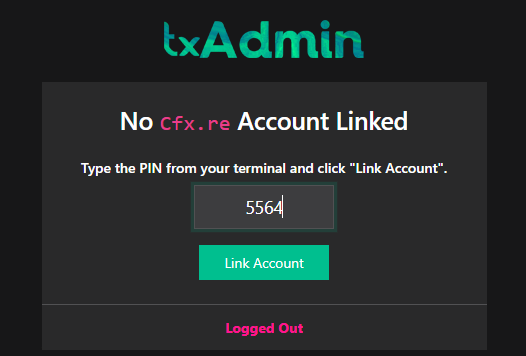 txAdmin
No Cfx.re Account Linked
Type the PIN from your terminal and click "Link Account".
5564
Link Account
Logged Out